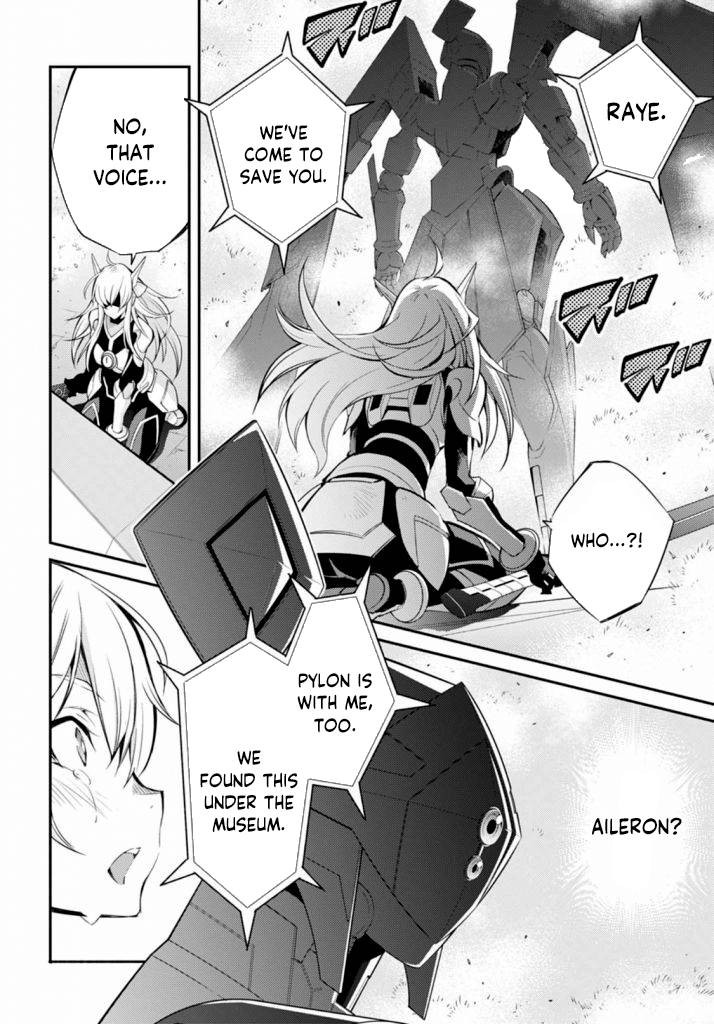 RAYE.
WE'VE
COME TO
SAVE YOU.
WHO...?!
NO,
THAT
VOICE...
AILERON?
PYLON IS
WITH ME,
TOO.
WE
FOUND THIS
UNDER THE
MUSEUM.